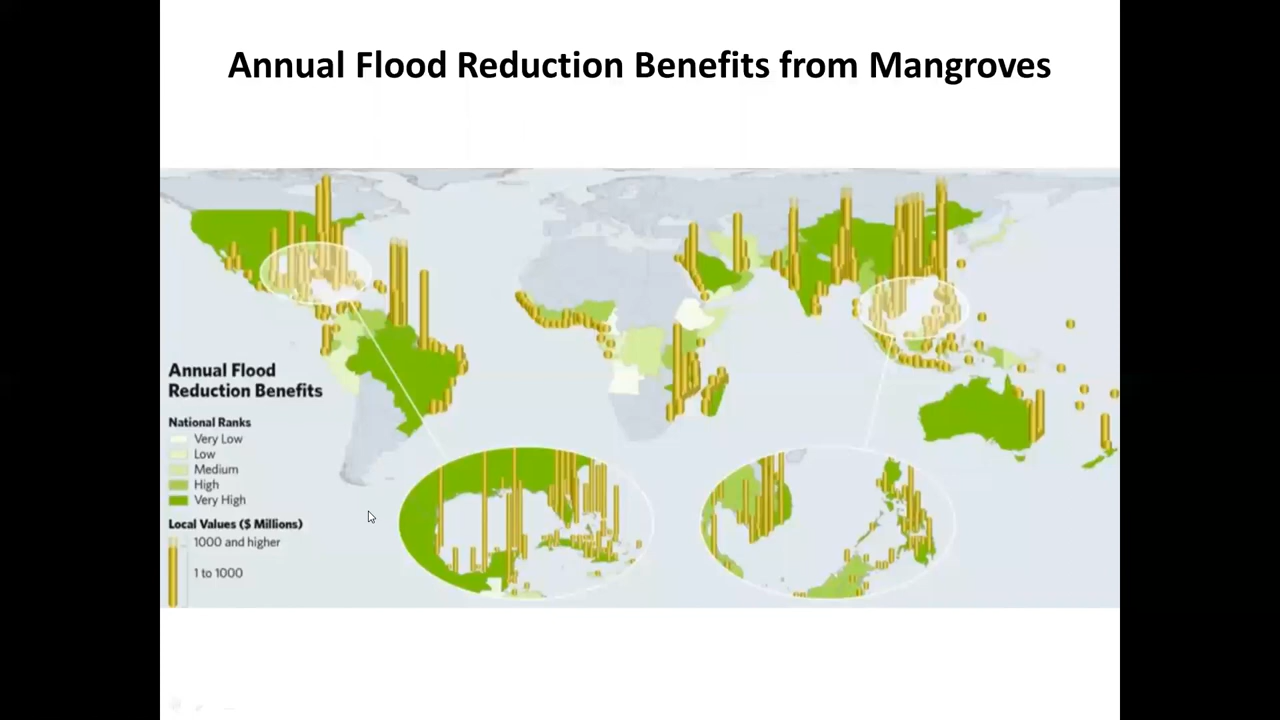 Annual Flood Reduction Benefits from Mangroves
Annual Flood
Reduction Benefits
National Ranks
Very Low
Low
Medium
High
Very High
Local Values ($ Millions)
1000 and higher
1 to 1000